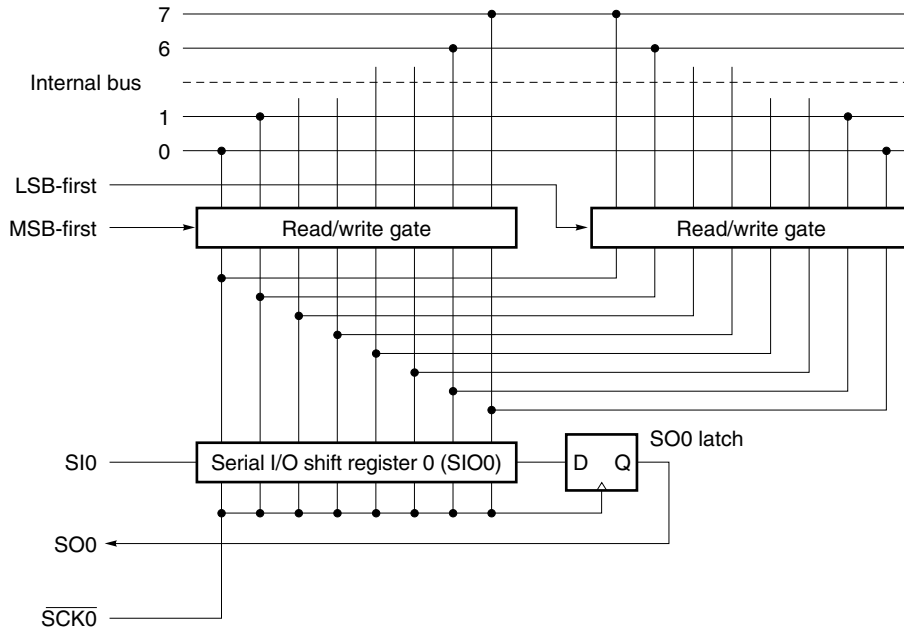 7
6
Internal bus
1
0
LSB-first
MSB-first
Read/write gate
Read/write gate
SI0
Serial I/O shift register 0 (SIO0)
D
Q
SO0 latch
SO0
SCK0